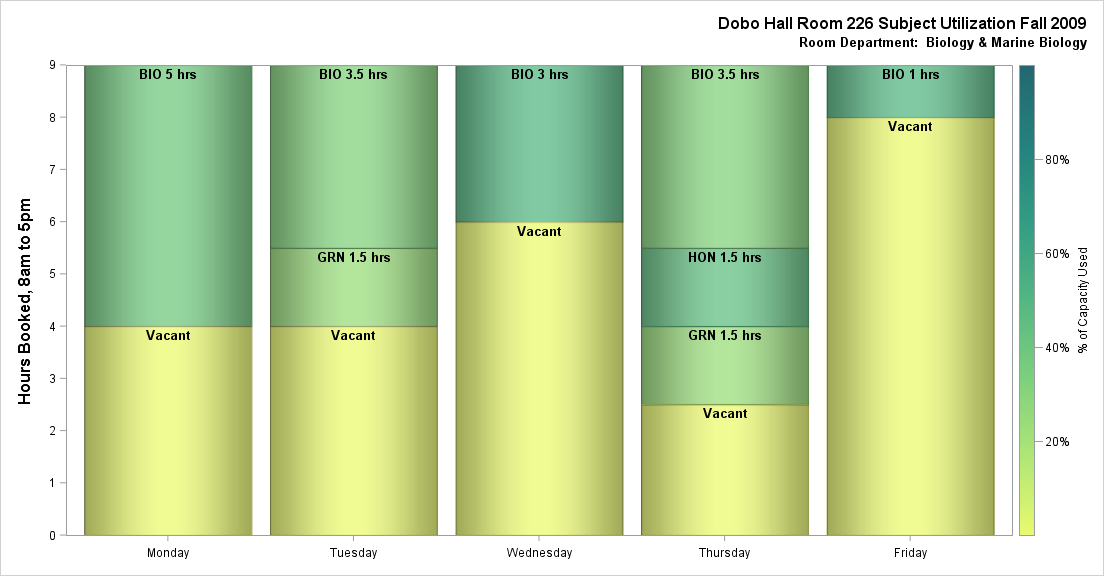 Dobo Hall Room 226 Subject Utilization Fall 2009
Room Department:  Biology & Marine Biology
Hours Booked, 8am to 5pm
9
8
7
6
5
4
3
2
1
0
BIO 5 hrs
Vacant
BIO 3.5 hrs
GRN 1.5 hrs
Vacant
BIO 3 hrs
Vacant
BIO 3.5 hrs
HON 1.5 hrs
GRN 1.5 hrs
Vacant
BIO 1 hrs
Vacant
Monday
Tuesday
Wednesday
Thursday
Friday
80%
60%
40%
20%
% of Capacity Used